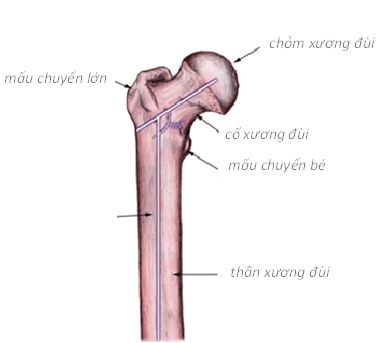 chỏm xương đùi
mấu chuyển lớn
cổ xương đùi
mấu chuyển bé
thân xương đùi